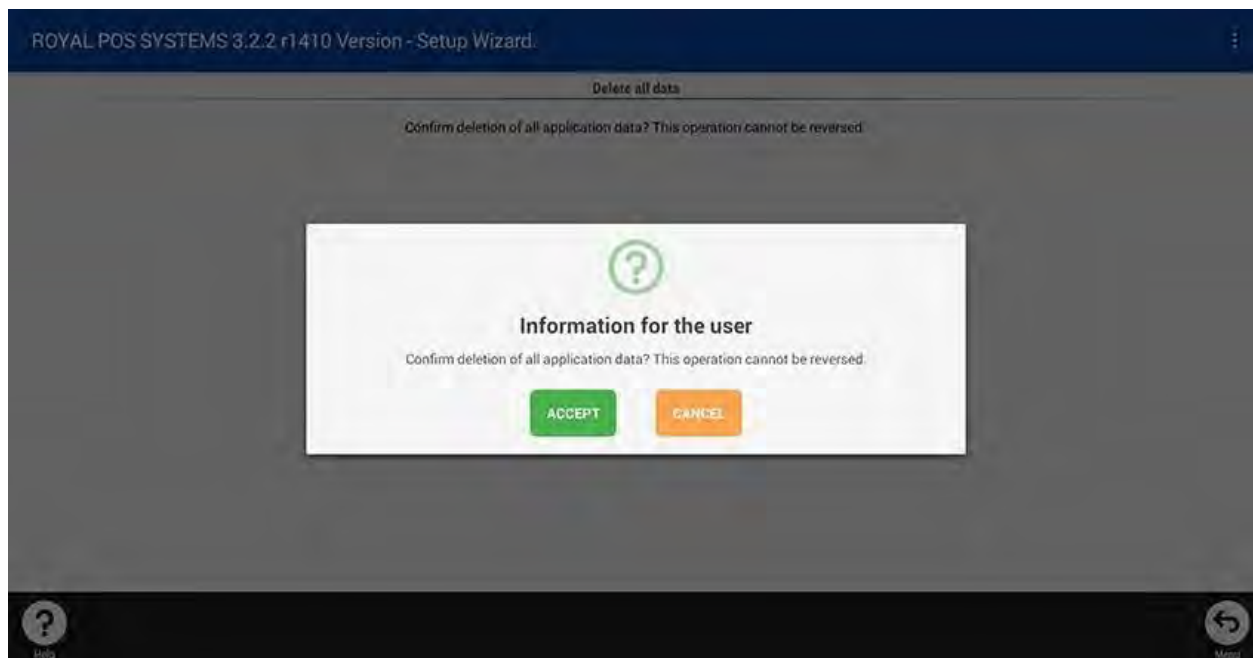 ROYAL POS SYSTEMS 3.2.2 r1410 Version - Setup Wizard.
Delete all data
Confirm deletion of all application data? This operation cannot be reversed.
Information for the user
Confirm deletion of all application data? This operation cannot be reversed.
ACCEPT CANCEL
Help Menu